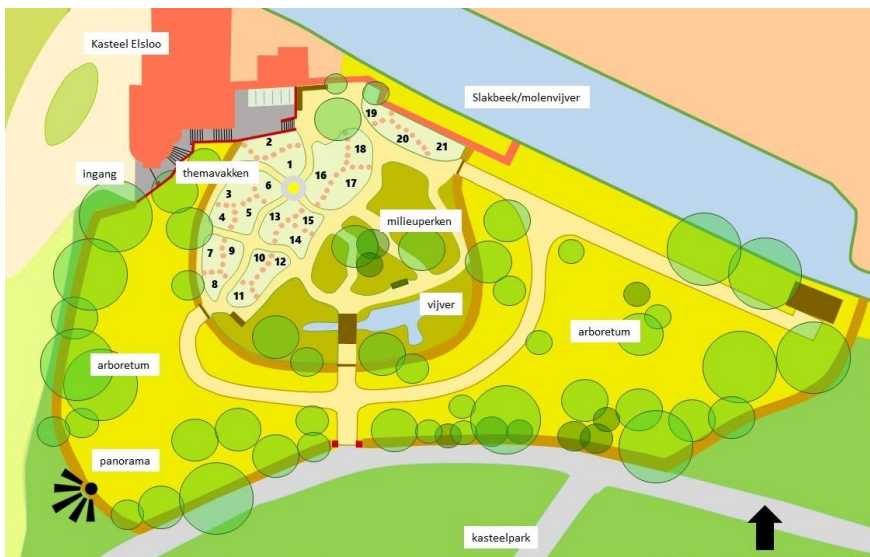 Kasteel Elsloo
Slakbeek/molenvijver
ingang
themavakken
19
20
21
2
18
1
16
17
3
6
4
5
13
15
14
milieuperken
7
9
10
12
8
11
vijver
arboretum
arboretum
panorama
kasteelpark